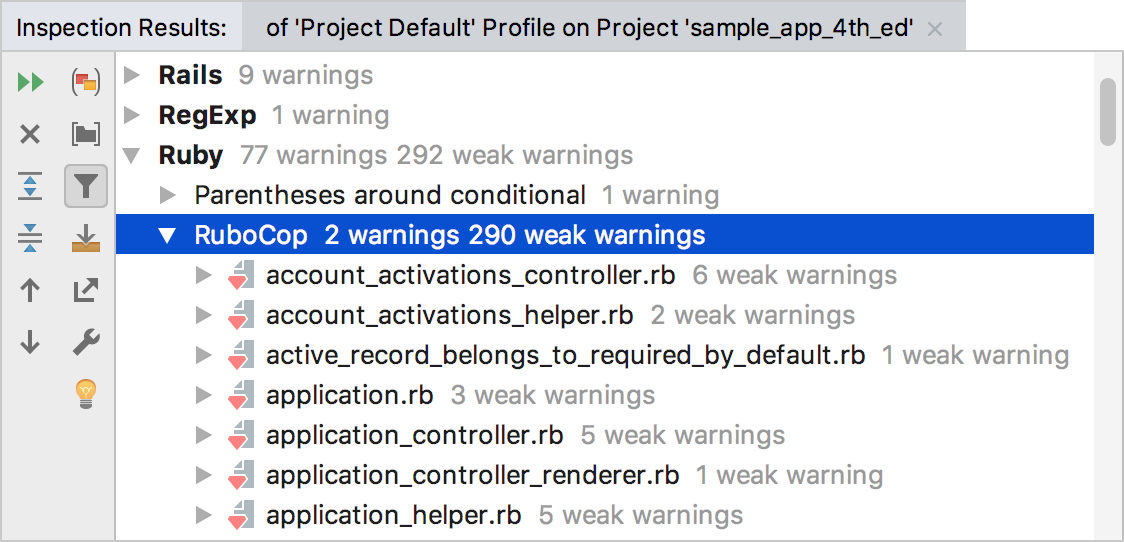 Inspection Results: of 'Project Default' Profile on Project 'sample_app_4th_ed'
Rails 9 warnings
RegExp 1 warning
Ruby 77 warnings 292 weak warnings
Parentheses around conditional 1 warning
RuboCop 2 warnings 290 weak warnings
account_activations_controller.rb 6 weak warnings
account_activations_helper.rb 2 weak warnings
active_record_belongs_to_required_by_default.rb 1 weak warning
application.rb 3 weak warnings
application_controller.rb 5 weak warnings
application_controller_renderer.rb 1 weak warning
application_helper.rb 5 weak warnings